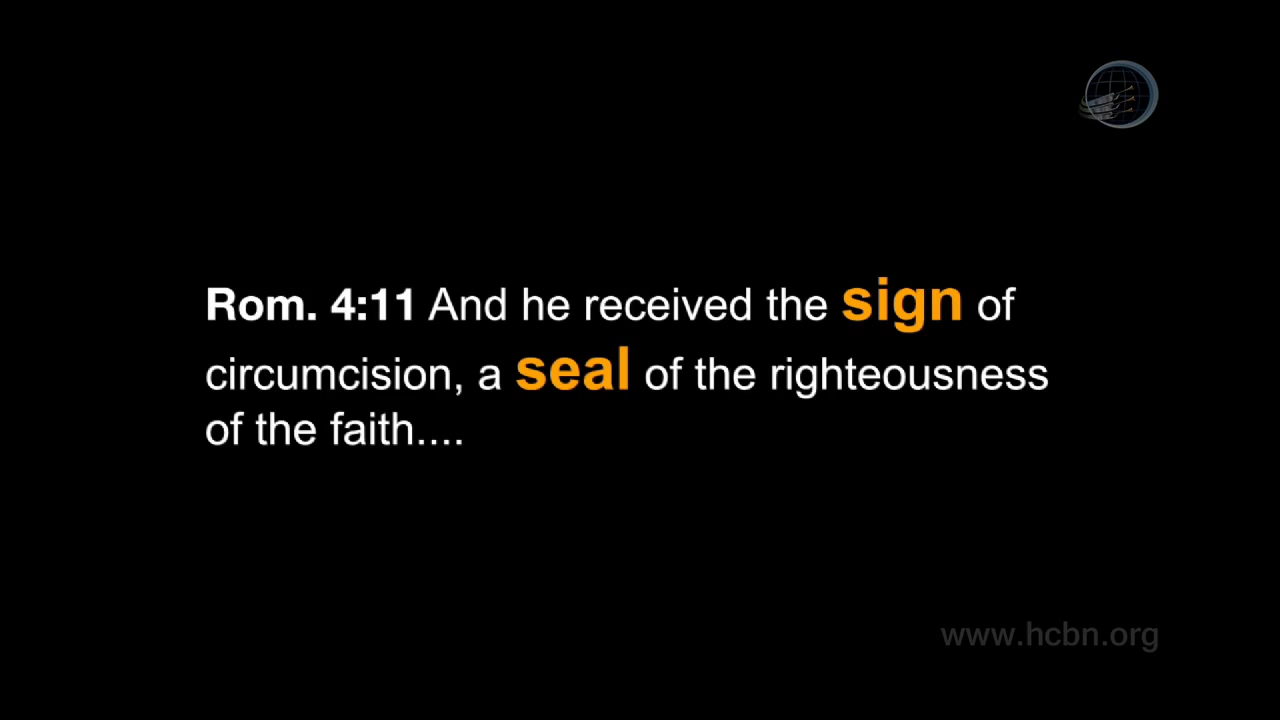 Rom. 4:11 And he received the sign of
circumcision, a seal of the righteousness
of the faith....
www.hcbn.org